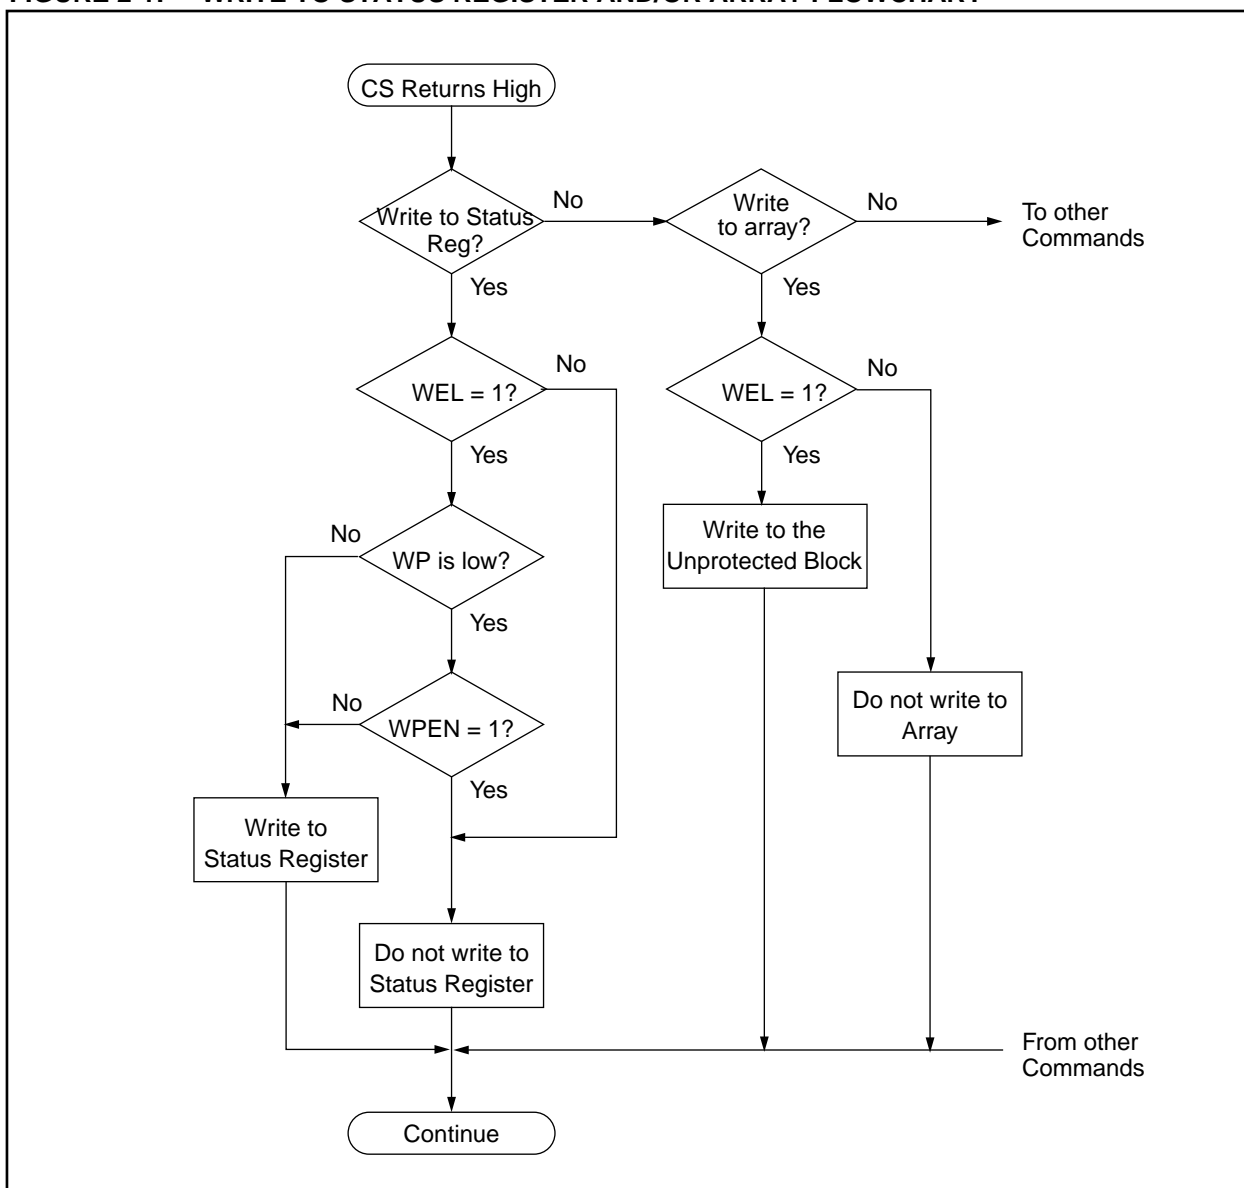 CS Returns High
Write to Status
Reg?
No
Write
to array?
No
To other
Commands
Yes
Yes
WEL = 1?
No
WEL = 1?
No
Yes
Yes
No
WP is low?
Write to the
Unprotected Block
Yes
No
WPEN = 1?
Do not write to
Array
Yes
Write to
Status Register
Do not write to
Status Register
From other
Commands
Continue